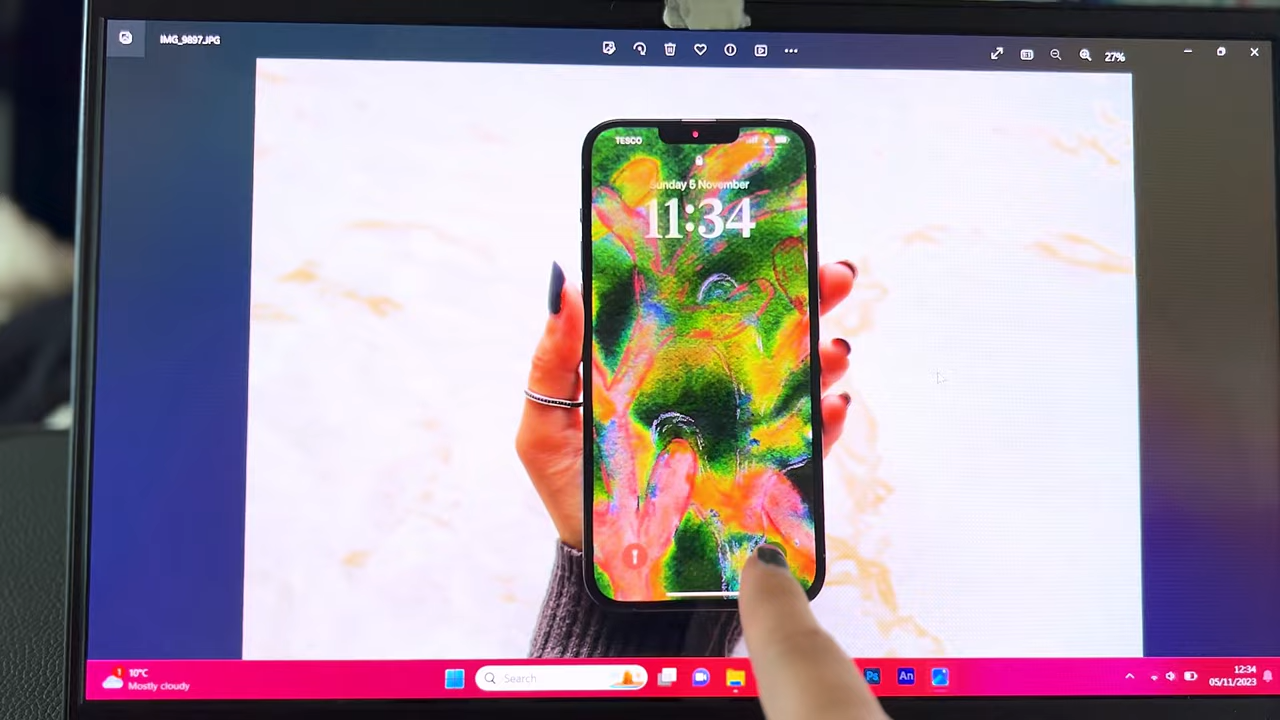 IMG_9897.JPG
27%
TESCO
Sunday 5 November
11:34
10°C
Mostly cloudy
Search
Ps
An
12:34
05/11/2023